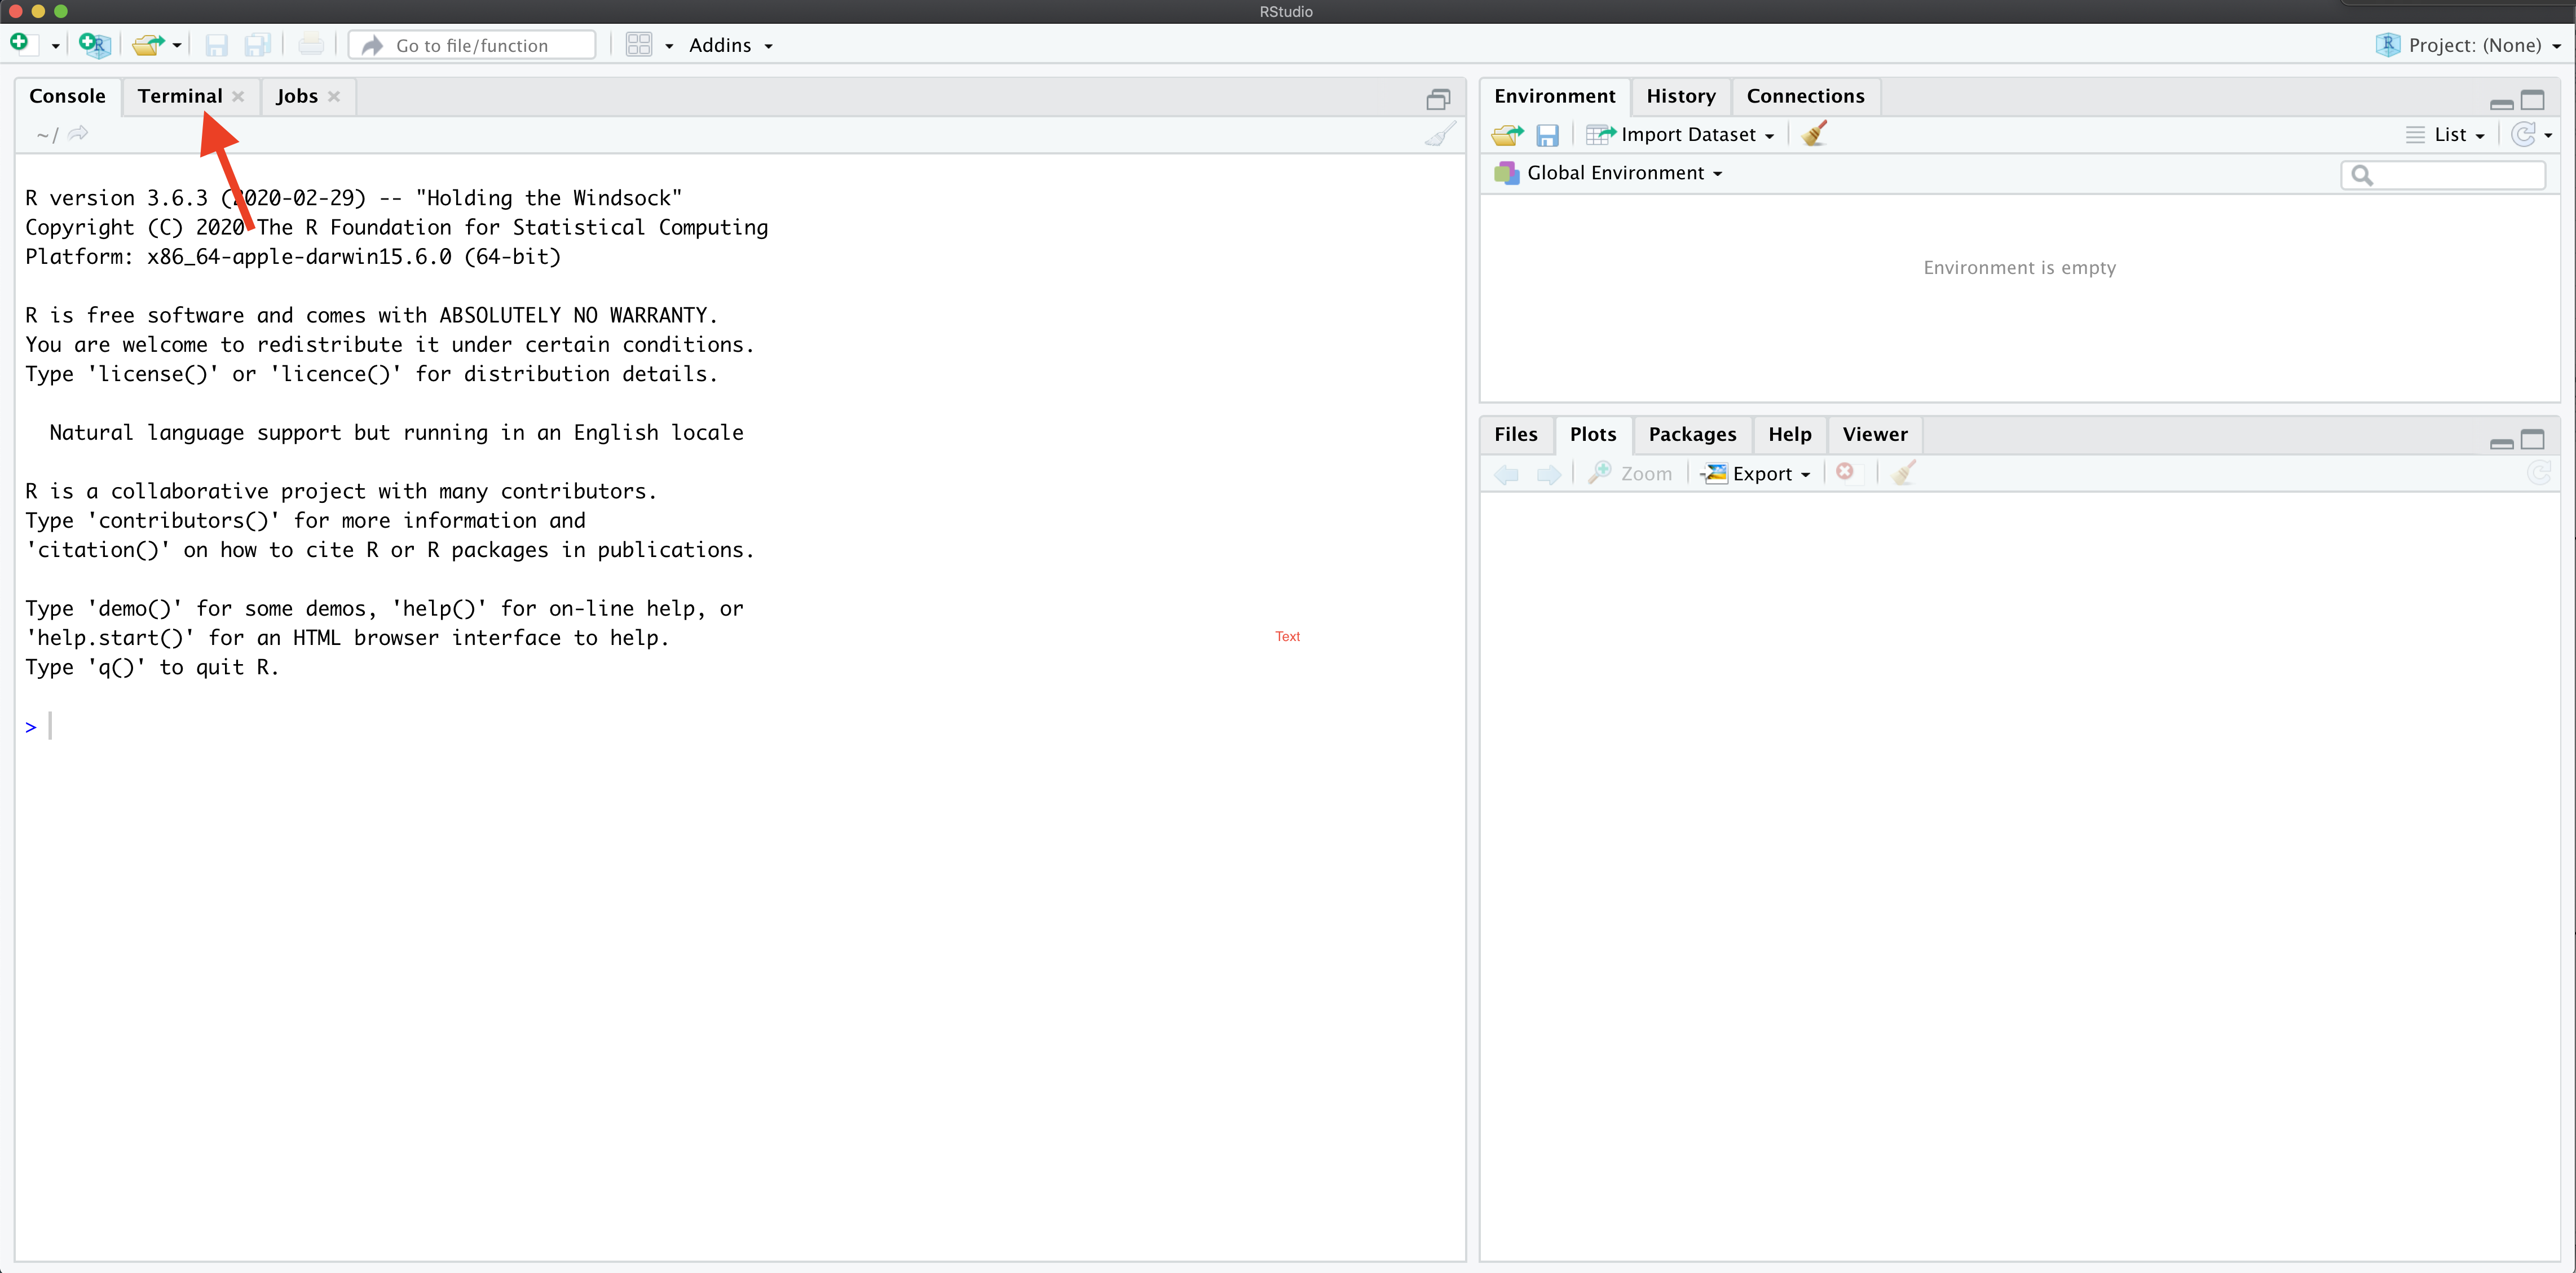 RStudio
Go to file/function
Addins
Project: (None)
Console
Terminal
Jobs
~/
R version 3.6.3 (2020-02-29) -- "Holding the Windsock"
Copyright (C) 2020 The R Foundation for Statistical Computing
Platform: x86_64-apple-darwin15.6.0 (64-bit)
R is free software and comes with ABSOLUTELY NO WARRANTY.
You are welcome to redistribute it under certain conditions.
Type 'license()' or 'licence()' for distribution details.
Natural language support but running in an English locale
R is a collaborative project with many contributors.
Type 'contributors()' for more information and
'citation()' on how to cite R or R packages in publications.
Type 'demo()' for some demos, 'help()' for on-line help, or
'help.start()' for an HTML browser interface to help.
Type 'q()' to quit R.
>
Text
Environment
History
Connections
Import Dataset
List
Global Environment
Environment is empty
Files
Plots
Packages
Help
Viewer
Zoom
Export